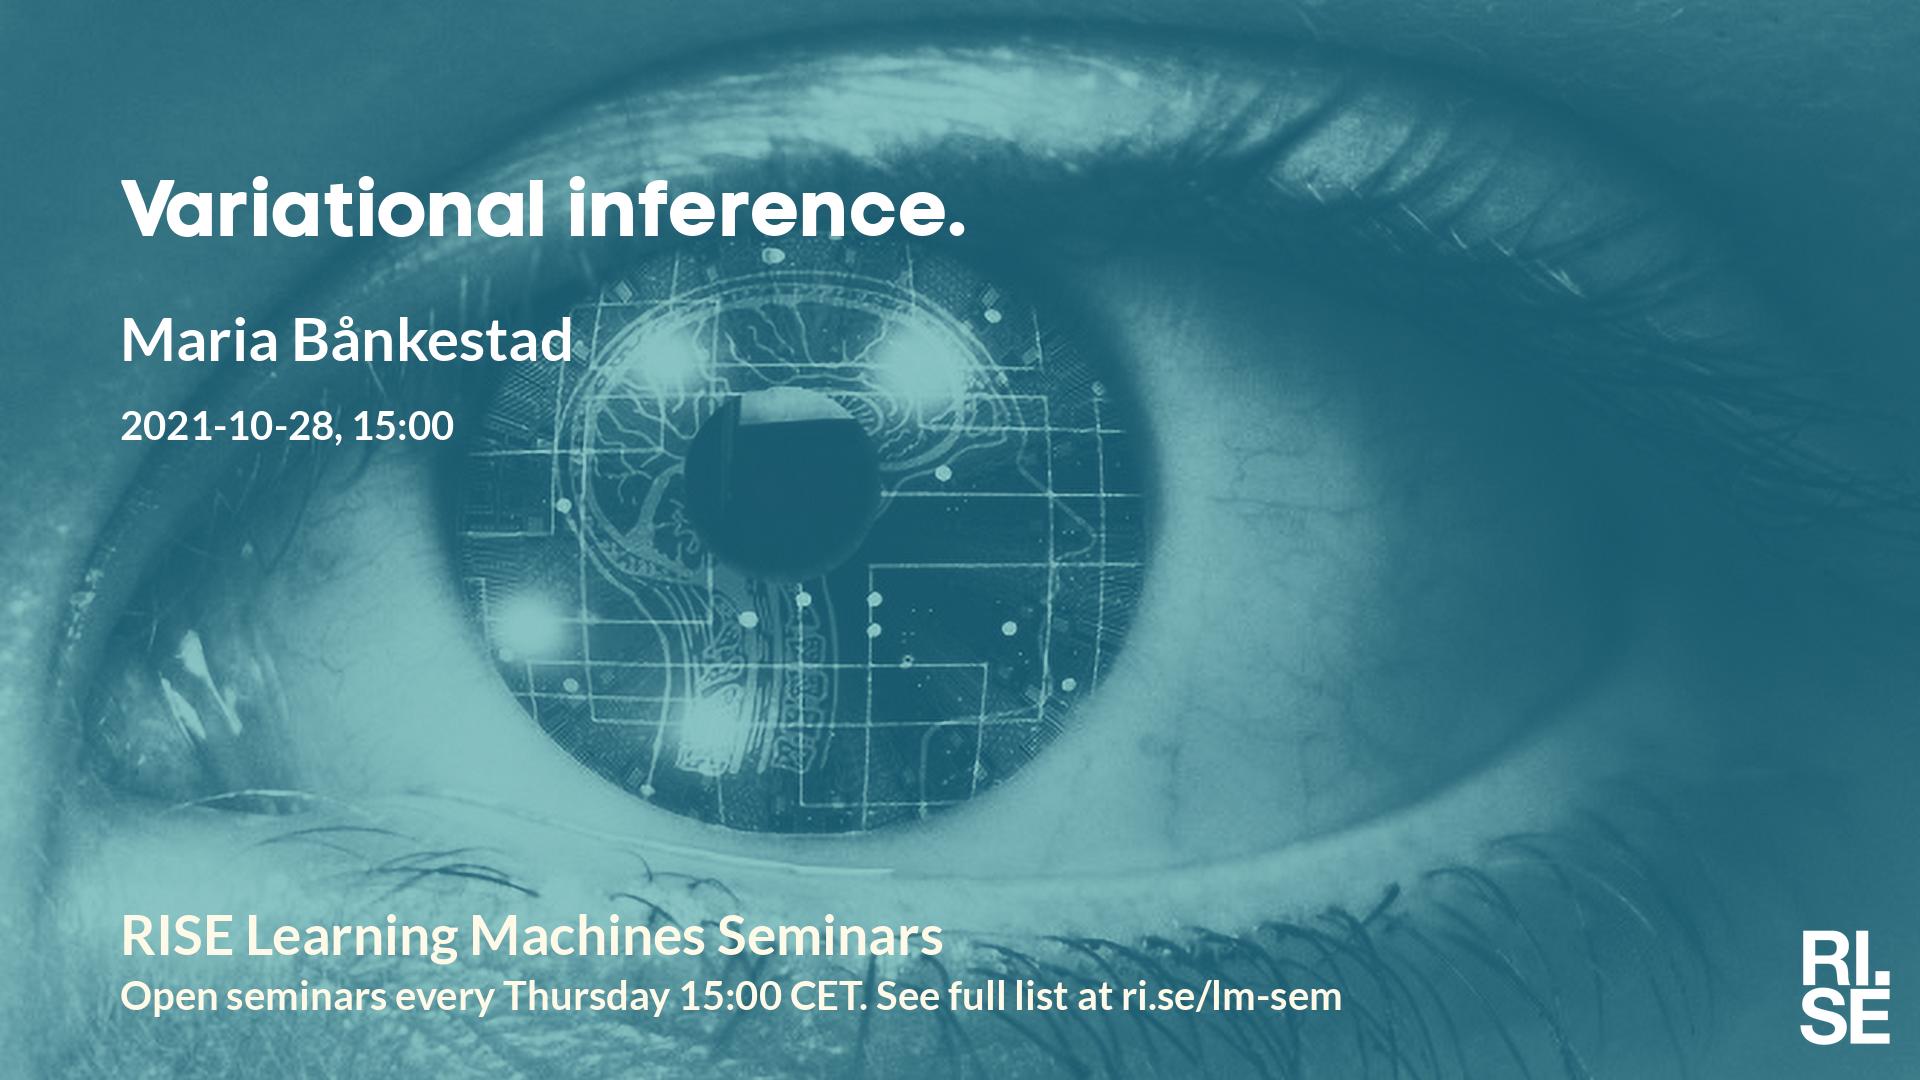 Variational inference.
Maria Bånkestad
2021-10-28, 15:00
RISE Learning Machines Seminars
Open seminars every Thursday 15:00 CET. See full list at ri.se/lm-sem
RI.
SE